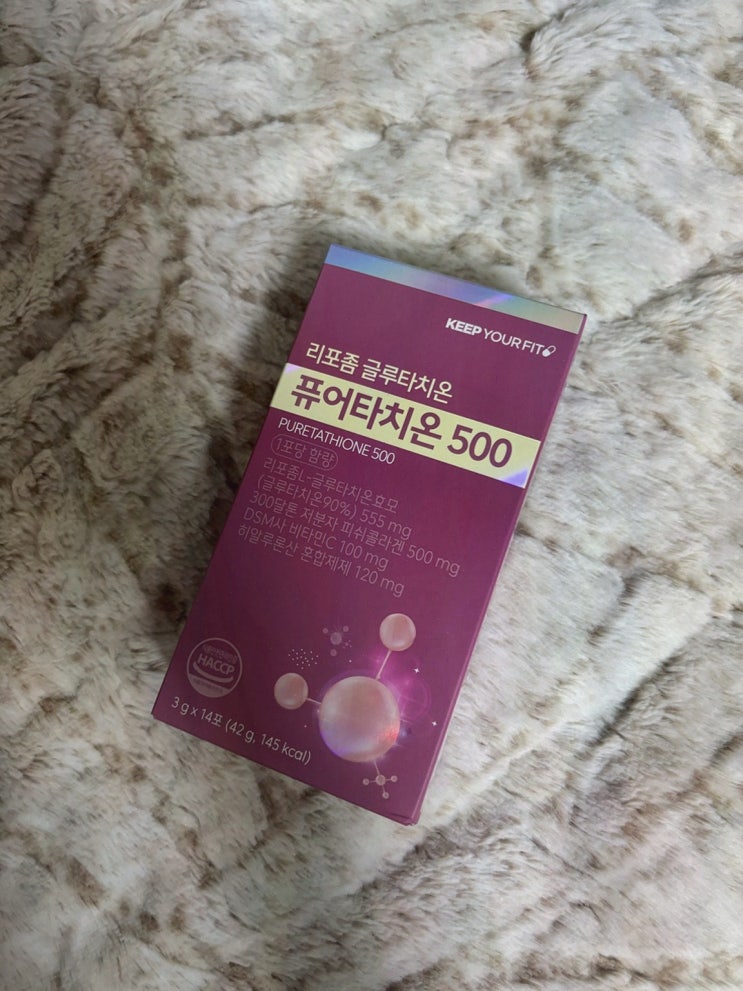 KEEP YOUR FIT
리포좀 글루타치온
퓨어타치온 500
PURETATHIONE 500
1포당 함량
리포좀L-글루타치온효모
(글루타치온90%) 555 mg
300달톤 저분자 피쉬콜라겐 500 mg
DSM사 비타민C 100 mg
히알루론산 혼합제제 120 mg
HACCP
3 g x 14포 (42 g, 145 kcal)